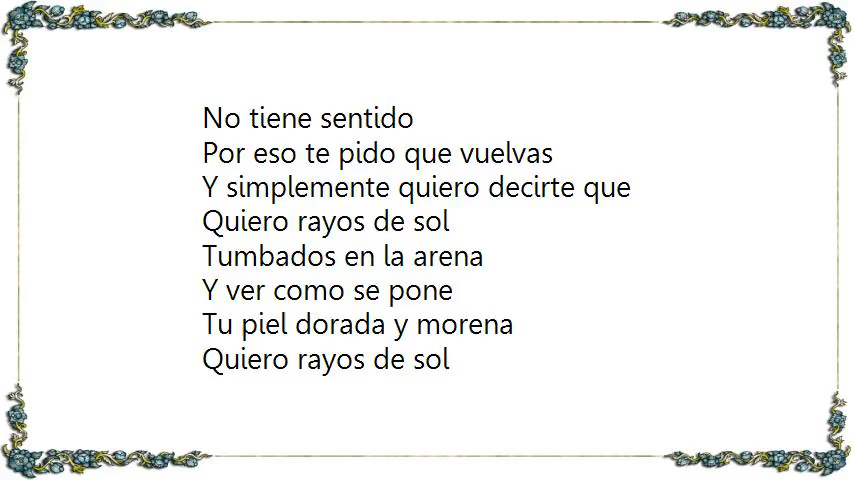 No tiene sentido
Por eso te pido que vuelvas
Y simplemente quiero decirte que
Quiero rayos de sol
Tumbados en la arena
Y ver como se pone
Tu piel dorada y morena
Quiero rayos de sol